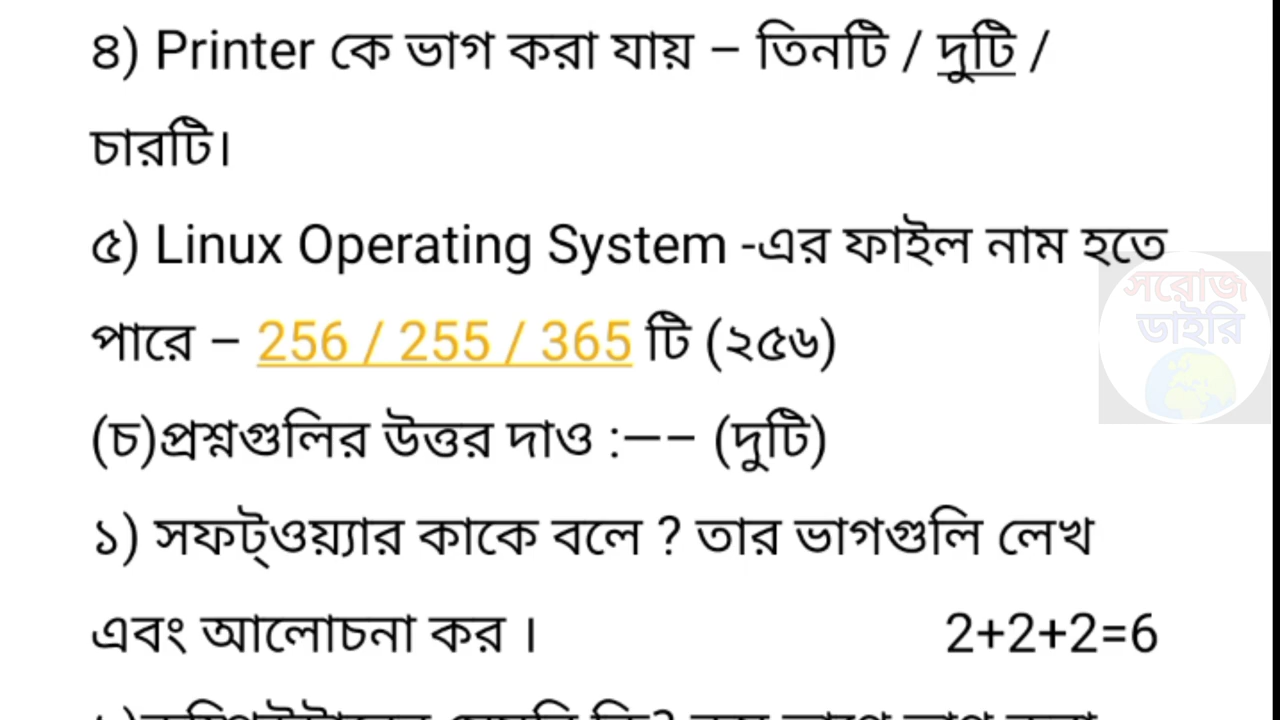 ৪) Printer কে ভাগ করা যায় – তিনটি / দুটি /
চারটি।
৫) Linux Operating System -এর ফাইল নাম হতে
পারে – 256 / 255 / 365 টি (২৫৬)
(চ)প্রশ্নগুলির উত্তর দাও :–– (দুটি)
১) সফট্ওয়্যার কাকে বলে ? তার ভাগগুলি লেখ
এবং আলোচনা কর । 2+2+2=6
সরোজ
ডাইরি